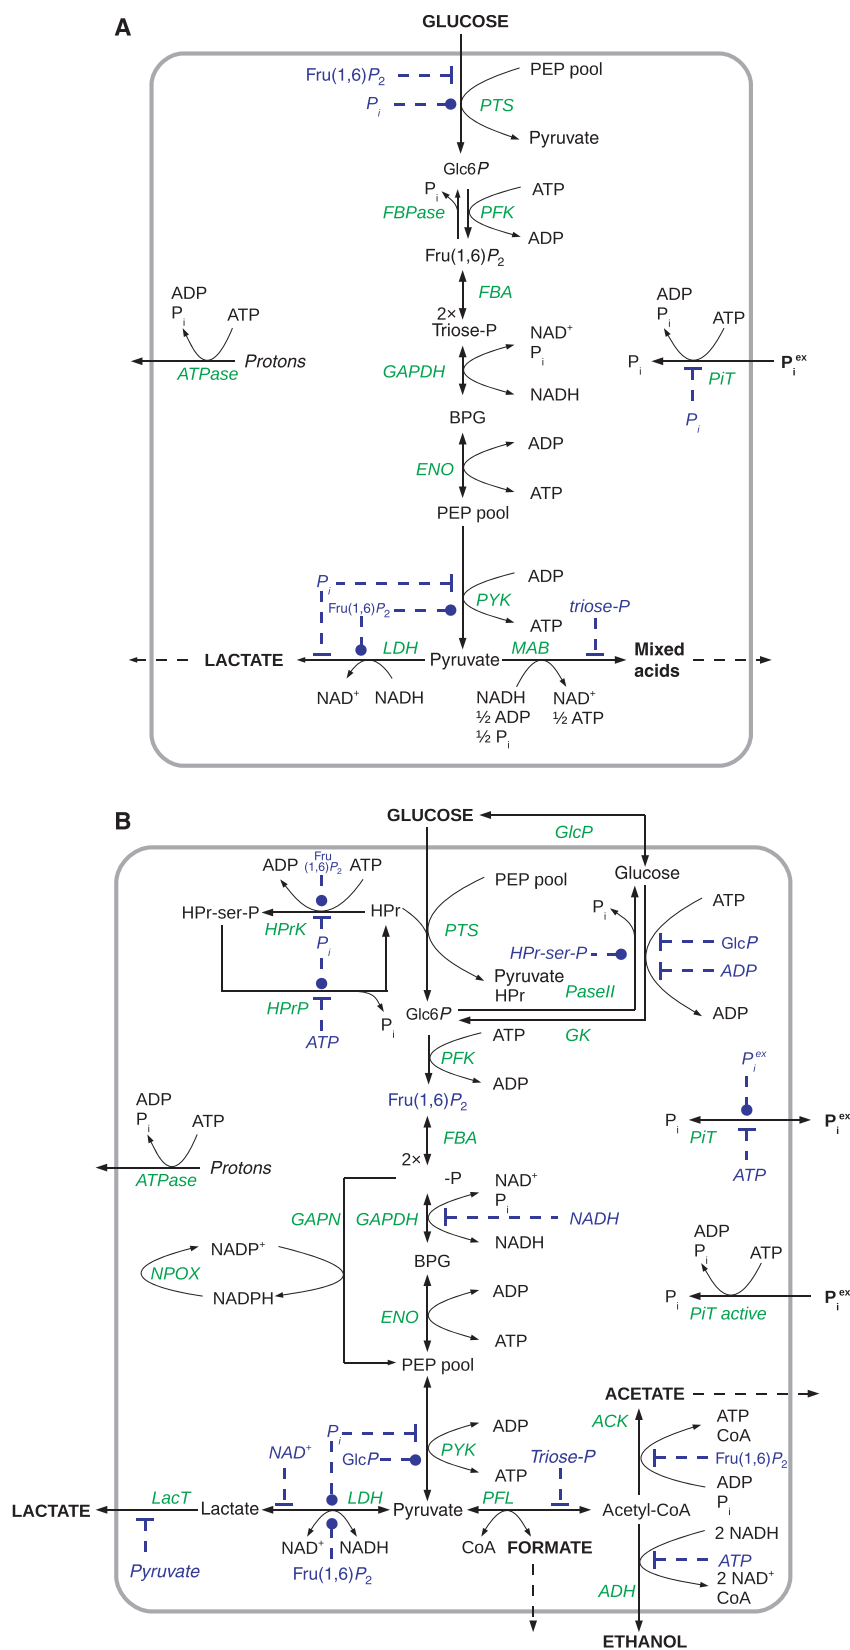 A
GLUCOSE
Fru(1,6)P2
PEP pool
Pi
PTS
Pyruvate
Glc6P
Pi
ATP
FBPase
PFK
ADP
Fru(1,6)P2
FBA
2×
Triose-P
ADP
Pi
ATP
ATPase
Protons
NAD+
Pi
GAPDH
NADH
ADP
Pi
ATP
Pi
PiT
Pi ex
Pi
BPG
ADP
ENO
ATP
PEP pool
Pi
ADP
Fru(1,6)P2
PYK
triose-P
ATP
LACTATE
LDH
Pyruvate
MAB
Mixed
acids
NAD+
NADH
NADH
½ ADP
½ Pi
NAD+
½ ATP
B
GLUCOSE
GlcP
Glucose
ADP
Fru
(1,6)P2
ATP
PEP pool
HPr-ser-P
HPr
HPrK
Pi
PTS
Pi
ATP
HPr-ser-P
GlcP
ADP
Pyruvate
HPr
PaseII
HPrP
Pi
ATP
Glc6P
ADP
GK
ATP
PFK
ADP
Fru(1,6)P2
Pi ex
Pi
PiT
Pi ex
ATP
FBA
ADP
Pi
ATP
ATPase
Protons
2×
-P
NAD+
Pi
GAPN
GAPDH
NADH
NADH
NADP+
NPOX
NADPH
BPG
ADP
ENO
ATP
PEP pool
ADP
Pi
ATP
Pi
PiT active
Pi ex
ACETATE
ACK
ATP
CoA
Fru(1,6)P2
ADP
Pi
Pi
ADP
NAD+
GlcP
PYK
ATP
Triose-P
LACTATE
LacT
Lactate
LDH
Pyruvate
PFL
Acetyl-CoA
Pyruvate
NAD+
NADH
Fru(1,6)P2
CoA
FORMATE
2 NADH
ATP
2 NAD+
CoA
ADH
ETHANOL